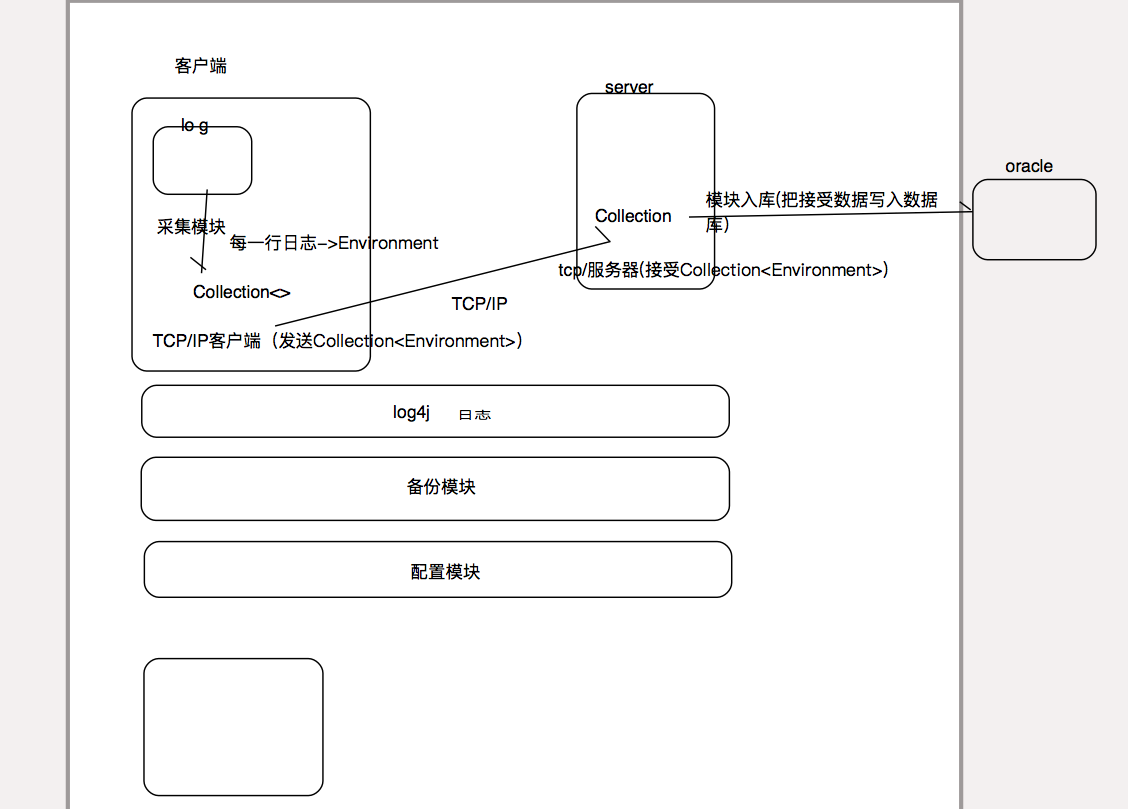 客户端
server
lo g
oracle
采集模块
模块入库(把接受数据写入数据
库)
Collection
每一行日志->Environment
tcp/服务器(接受Collection<Environment>)
Collection<>
TCP/IP
TCP/IP客户端（发送Collection<Environment>）
log4j 日志
备份模块
配置模块